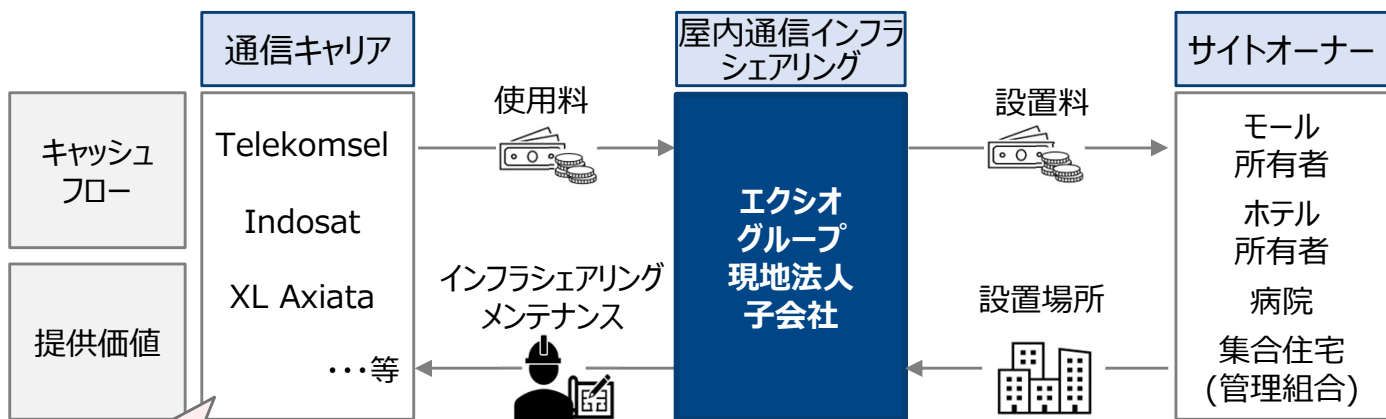 通信キャリア
屋内通信インフラ
シェアリング
サイトオーナー
キャッシュ
フロー
提供価値
Telekomsel
Indosat
XL Axiata
･･･等
使用料
インフラシェアリング
メンテナンス
エクシオ
グループ
現地法人
子会社
設置料
設置場所
モール
所有者
ホテル
所有者
病院
集合住宅
(管理組合)